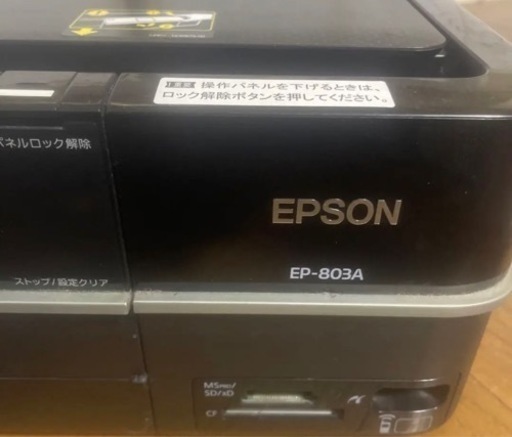 操作パネルを下げるときは、
ロック解除ボタンを押してください。
パネルロック解除
EPSON
EP-803A
ストップ/設定クリア
MSPRO/
SD/xD
CF